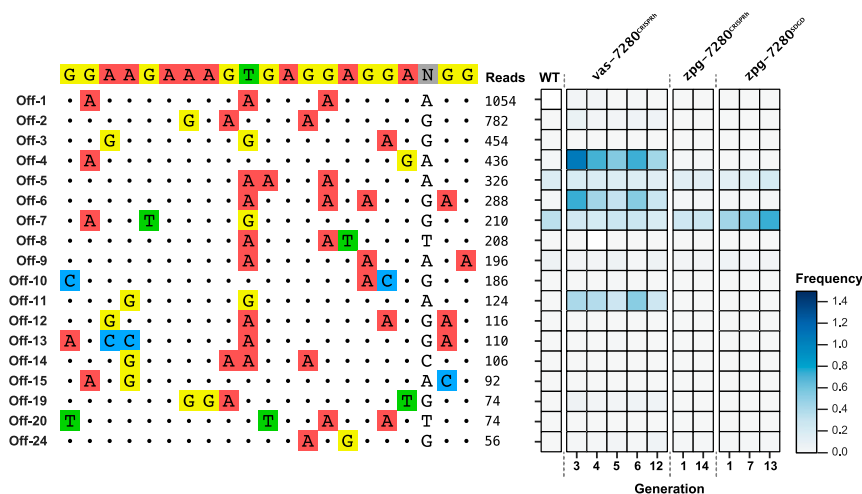 vas-7280CRISPRh zpg-7280CRISPRh zpg-7280SDGD
G G A A G A A A G T G A G G A G G A N G G Reads WT
Off-1 · A · · · · · · · A · · · A · · · · A · · 1054
Off-2 · · · · · · G · A · · · A · · · · · G · · 782
Off-3 · · G · · · · · · G · · · · · · A · G · · 454
Off-4 · A · · · · · · · · · · · · · · · G A · · 436
Off-5 · · · · · · · · · A A · · A · · · · A · · 326
Off-6 · · · · · · · · · A · · · A · A · · G A · 288
Off-7 · A · · T · · · · G · · · · · · · · G · · 210
Off-8 · · · · · · · · · A · · · A T · · · T · · 208
Off-9 · · · · · · · · · A · · · · · A · · G · A 196
Off-10 C · · · · · · · · · · · · · · A C · G · · 186
Off-11 · · · G · · · · · G · · · · · · · · A · · 124
Off-12 · · G · · · · · · A · · · · · · A · G A · 116
Off-13 A · C C · · · · · A · · · · · · · · G A · 110
Off-14 · · · G · · · · A A · · A · · · · · C · · 106
Off-15 · A · G · · · · · · · · · · · · · · A C · 92
Off-19 · · · · · · G G A · · · · · · · · T G · · 74
Off-20 T · · · · · · · · · T · · A · · A · T · · 74
Off-24 · · · · · · · · · · · · A · G · · · G · · 56
3 4 5 6 12 1 14 1 7 13
Generation
Frequency
1.4
1.2
1.0
0.8
0.6
0.4
0.2
0.0